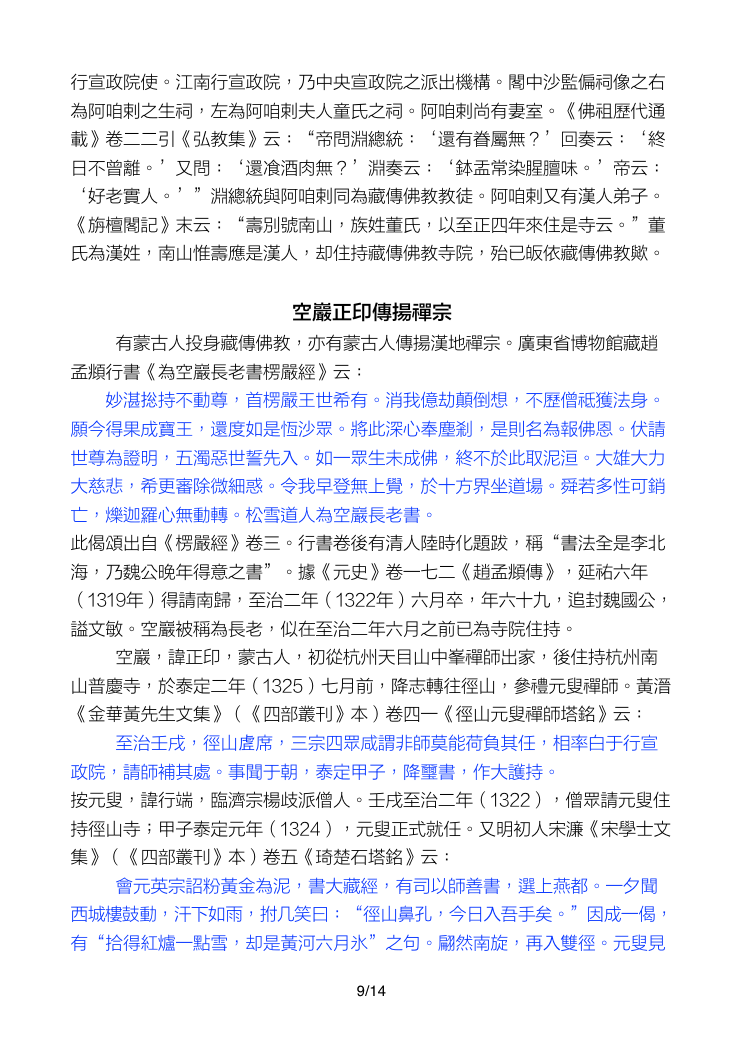 行宣政院使。江南行宣政院，乃中央宣政院之派出機構。閣中沙監偏祠像之右
為阿咱剌之生祠，左為阿咱剌夫人童氏之祠。阿咱剌尚有妻室。《佛祖歷代通
載》卷二二引《弘教集》云：“帝問淵總統：‘還有眷屬無？’回奏云：‘終
日不曾離。’又問：‘還飡酒肉無？’淵奏云：‘鉢盂常染腥膻味。’帝云：
‘好老實人。’”淵總統與阿咱剌同為藏傳佛教教徒。阿咱剌又有漢人弟子。
《旃檀閣記》末云：“壽別號南山，族姓董氏，以至正四年來住是寺云。”董
氏為漢姓，南山惟壽應是漢人，却住持藏傳佛教寺院，殆已皈依藏傳佛教歟。
空巖正印傳揚禪宗
有蒙古人投身藏傳佛教，亦有蒙古人傳揚漢地禪宗。廣東省博物館藏趙
孟頫行書《為空巖長老書楞嚴經》云：
妙湛捴持不動尊，首楞嚴王世希有。消我億劫顛倒想，不歷僧祗獲法身。
願今得果成寶王，還度如是恆沙眾。將此深心奉塵剎，是則名為報佛恩。伏請
世尊為證明，五濁惡世誓先入。如一眾生未成佛，終不於此取泥洹。大雄大力
大慈悲，希更審除微細惑。令我早登無上覺，於十方界坐道場。舜若多性可銷
亡，爍迦羅心無動轉。松雪道人為空巖長老書。
此偈頌出自《楞嚴經》卷三。行書卷後有清人陸時化題跋，稱“書法全是李北
海，乃魏公晚年得意之書”。據《元史》卷一七二《趙孟頫傳》，延祐六年
（1319年）得請南歸，至治二年（1322年）六月卒，年六十九，追封魏國公，
謚文敏。空巖被稱為長老，似在至治二年六月之前已為寺院住持。
空巖，諱正印，蒙古人，初從杭州天目山中峯禪師出家，後住持杭州南
山普慶寺，於泰定二年（1325）七月前，降志轉往徑山，參禮元叟禪師。黃溍
《金華黃先生文集》（《四部叢刊》本）卷四一《徑山元叟禪師塔銘》云：
至治壬戌，徑山虗席，三宗四眾咸謂非師莫能荷負其任，相率白于行宣
政院，請師補其處。事聞于朝，泰定甲子，降璽書，作大護持。
按元叟，諱行端，臨濟宗楊歧派僧人。壬戌至治二年（1322），僧眾請元叟住
持徑山寺；甲子泰定元年（1324），元叟正式就任。又明初人宋濂《宋學士文
集》（《四部叢刊》本）卷五《琦楚石塔銘》云：
會元英宗詔粉黃金為泥，書大藏經，有司以師善書，選上燕都。一夕聞
西城樓鼓動，汗下如雨，拊几笑曰：“徑山鼻孔，今日入吾手矣。”因成一偈，
有“拾得紅爐一點雪，却是黃河六月氷”之句。翩然南旋，再入雙徑。元叟見
9/14